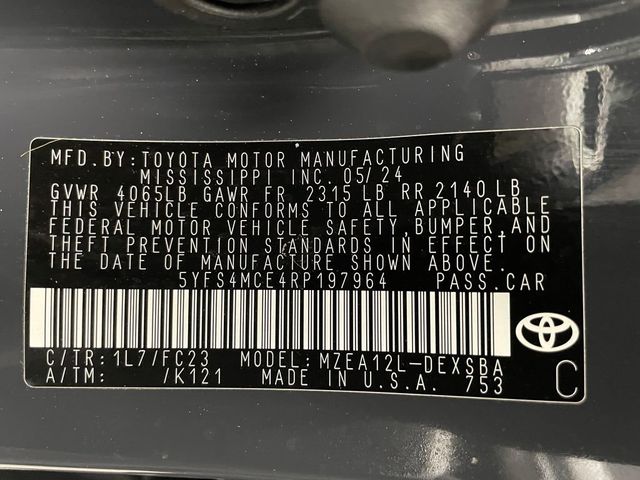 MFD. BY: TOYOTA MOTOR MANUFACTURING
MISSISSIPPI INC. 05/24
GVWR 4065LB GAWR FR 2315 LB RR 2140 LB
THIS VEHICLE CONFORMS TO ALL APPLICABLE
FEDERAL MOTOR VEHICLE SAFETY, BUMPER, AND
THEFT PREVENTION STANDARDS IN EFFECT ON
THE DATE OF MANUFACTURE SHOWN ABOVE.
5YFS4MCE4RP197964 PASS. CAR
C/TR: 1L7/FC23 MODEL: MZEA12L-DEXSBA
A/TM: /K121 MADE IN U.S.A. 753
C